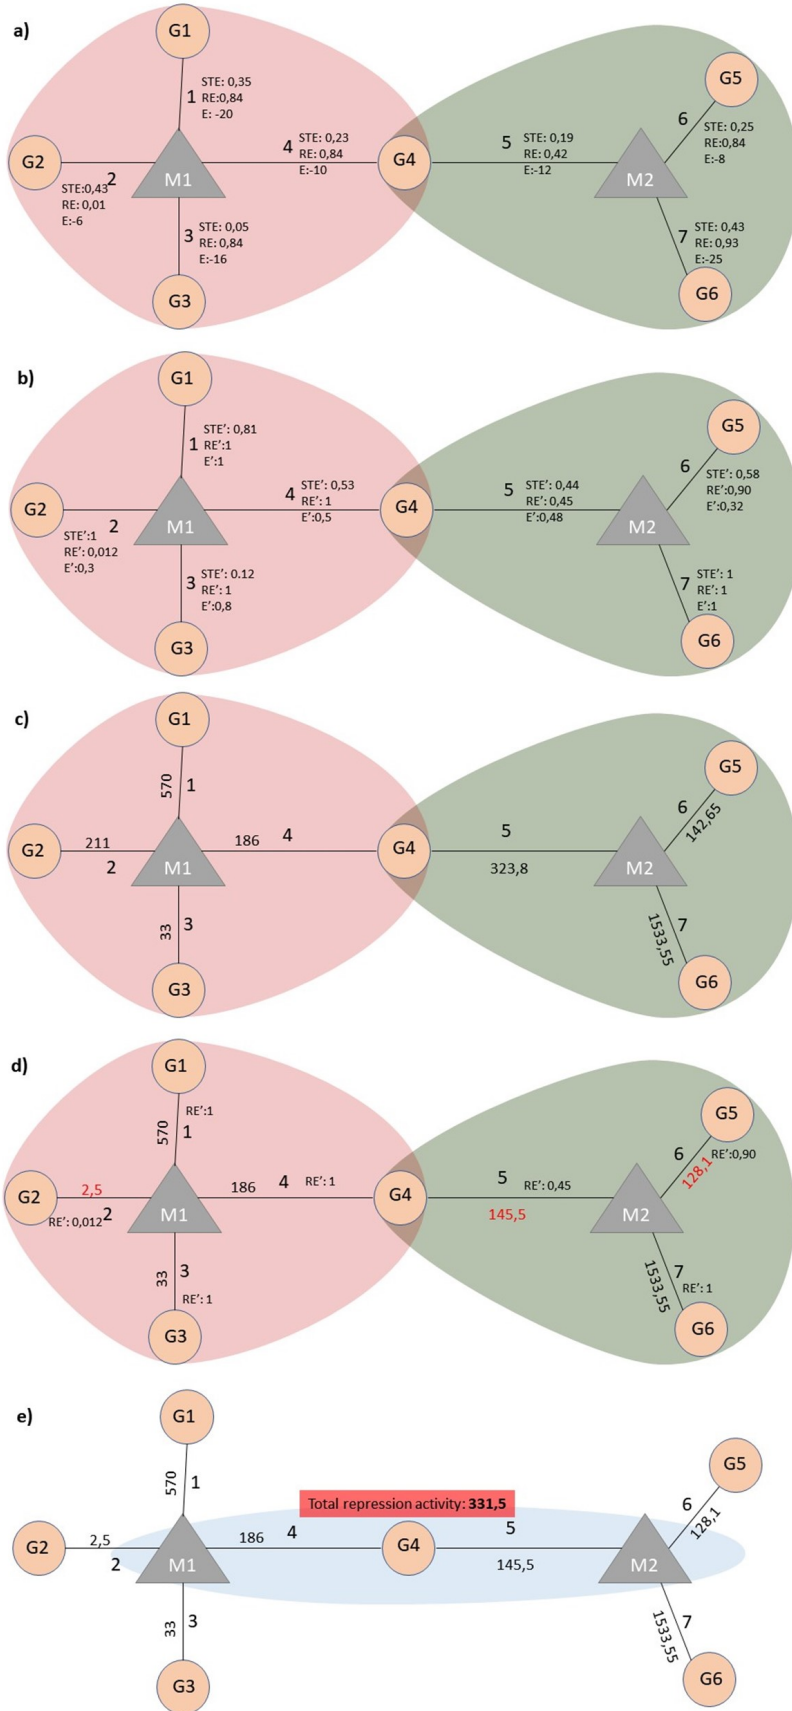 a)
G1
1
STE: 0,35
RE:0,84
E: -20
G5
6
STE: 0,25
RE:0,84
E:-8
G2
2
STE:0,43
RE: 0,01
E:-6
M1
4
STE: 0,23
RE: 0,84
E:-10
G4
5
STE: 0,19
RE: 0,42
E:-12
M2
3
STE: 0,05
RE: 0,84
E:-16
7
STE: 0,43
RE: 0,93
E:-25
G3
G6
b)
G1
1
STE': 0,81
RE':1
E':1
G5
6
STE': 0,58
RE':0,90
E':0,32
G2
2
STE':1
RE': 0,012
E':0,3
M1
4
STE': 0,53
RE': 1
E':0,5
G4
5
STE': 0,44
RE': 0,45
E':0,48
M2
3
STE': 0.12
RE': 1
E':0,8
7
STE': 1
RE': 1
E':1
G3
G6
c)
G1
570
1
G5
6
142,65
G2
211
2
M1
186
4
G4
5
323,8
M2
33
3
7
1533,55
G3
G6
d)
G1
RE':1
570
1
G5
6
RE':0,90
128,1
G2
2,5
RE': 0,012
2
M1
186
4
RE': 1
G4
5
RE': 0,45
145,5
M2
33
3
RE': 1
7
RE': 1
1533,55
G3
G6
e)
G1
570
1
G5
6
128,1
Total repression activity: 331,5
G2
2,5
2
M1
186
4
G4
5
145,5
M2
33
3
7
1533,55
G3
G6